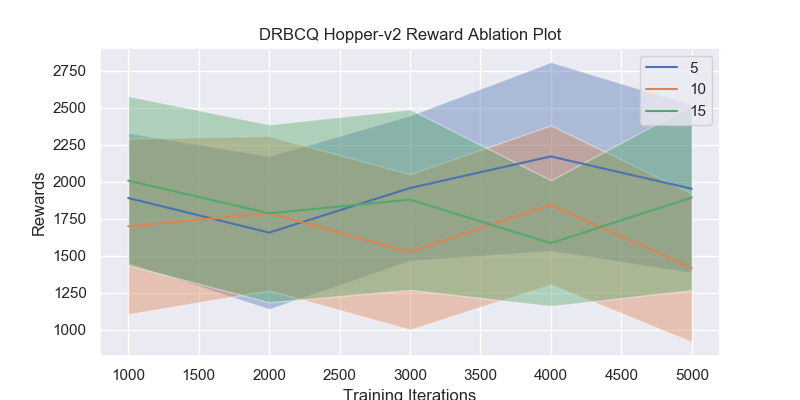 DRBCQ Hopper-v2 Reward Ablation Plot
2750
2500
2250
2000
1750
1500
1250
1000
Rewards
5
10
15
1000 1500 2000 2500 3000 3500 4000 4500 5000
Training Iterations